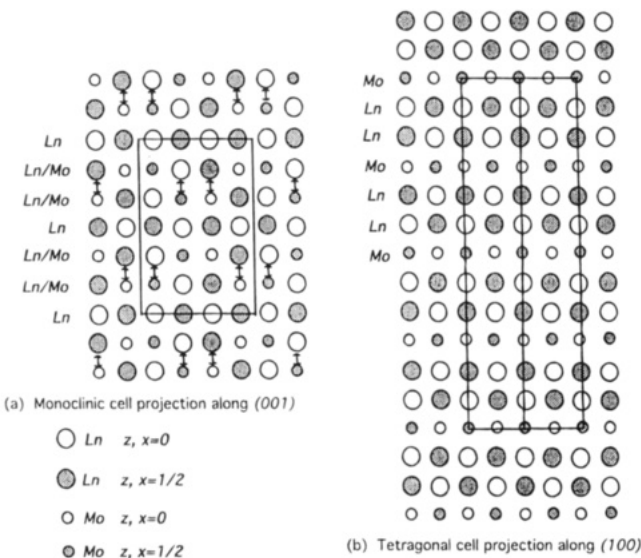 Ln
Ln/Mo
Ln/Mo
Ln
Ln/Mo
Ln/Mo
Ln
(a) Monoclinic cell projection along (001)
Ln z, x=0
Ln z, x=1/2
Mo z, x=0
Mo z, x=1/2
Mo
Ln
Ln
Mo
Ln
Ln
Mo
(b) Tetragonal cell projection along (100)